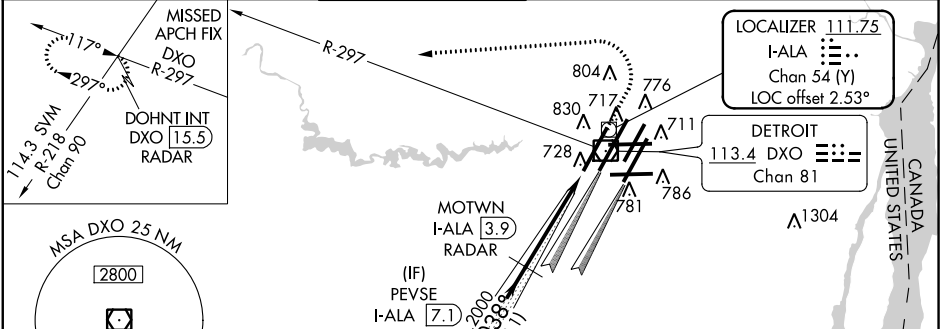 MISSED
APCH FIX
DXO
R-297
117°
297°
DOHNT INT
DXO 15.5
RADAR
114.3 SVM
R-218
Chan 90
R-297
804
830
717
776
711
728
781
786
1304
LOCALIZER 111.75
I-ALA
Chan 54 (Y)
LOC offset 2.53°
DETROIT
113.4 DXO
Chan 81
CANADA
UNITED STATES
MOTWN
I-ALA 3.9
RADAR
(IF)
PEVSE
I-ALA 7.1
2000
038°
MSA DXO 25 NM
2800